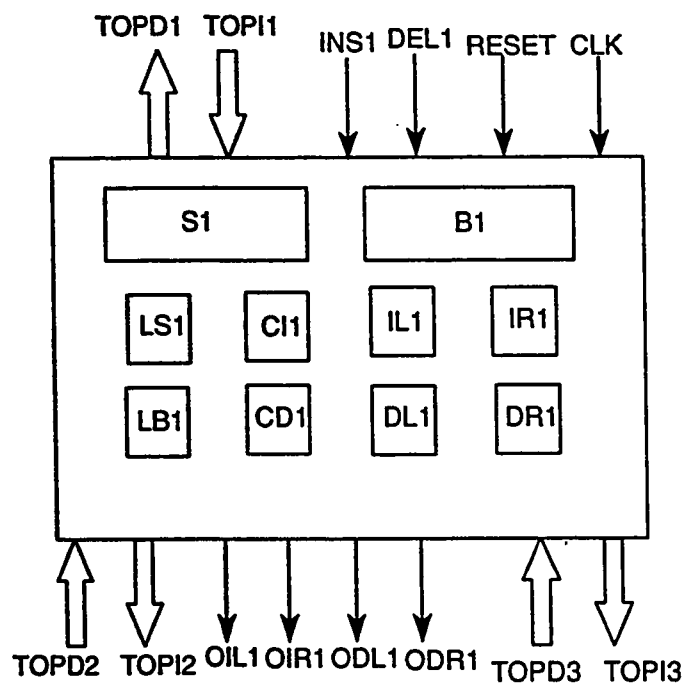 TOPD1 TOPI1 INS1 DEL1 RESET CLK
S1 B1
LS1 CI1 IL1 IR1
LB1 CD1 DL1 DR1
TOPD2 TOPI2 OIL1 OIR1 ODL1 ODR1 TOPD3 TOPI3